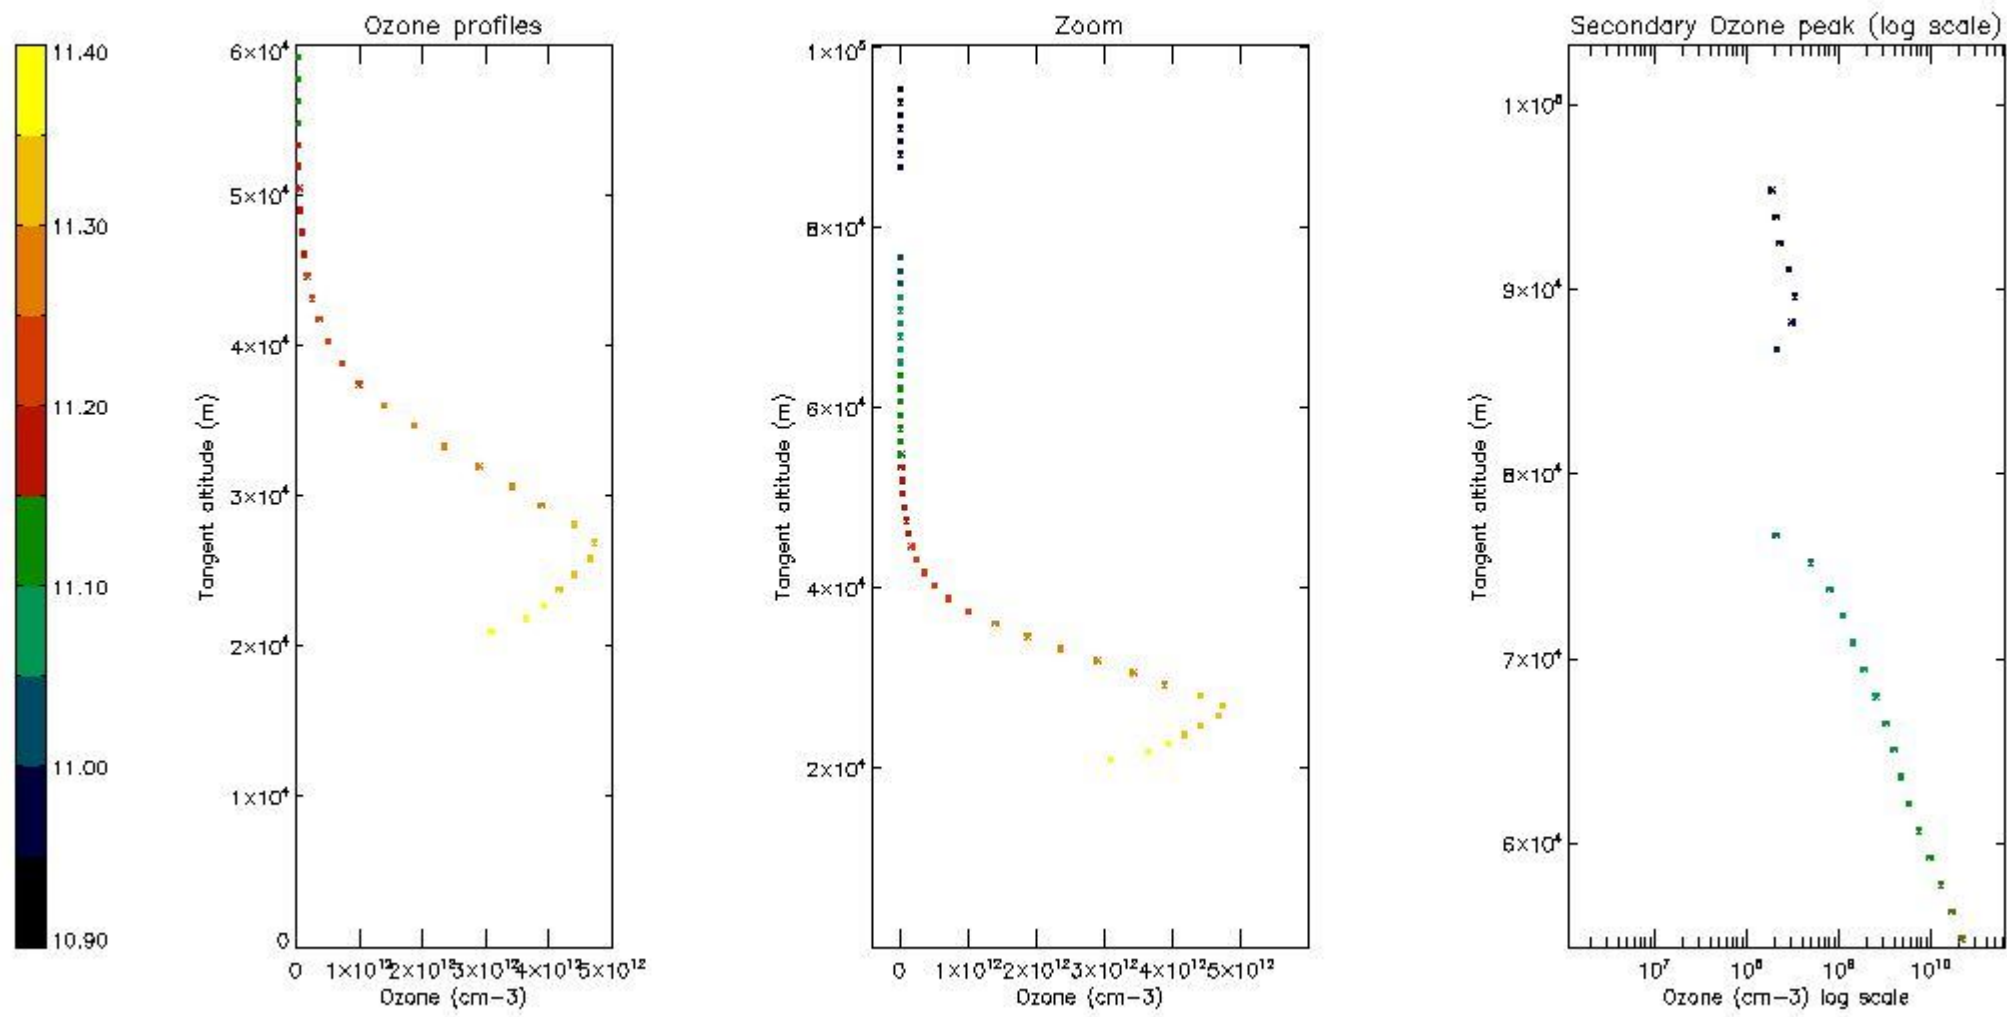 Ozone profiles
Zoom
Secondary Ozone peak (log scale)
11.40
11.30
11.20
11.10
11.00
10.90
6×10⁴
5×10⁴
4×10⁴
3×10⁴
2×10⁴
1×10⁴
0
Tangent altitude (m)
0 1×10¹² 2×10¹² 3×10¹² 4×10¹² 5×10¹²
Ozone (cm-3)
1×10⁵
8×10⁴
6×10⁴
4×10⁴
2×10⁴
Tangent altitude (m)
0 1×10¹² 2×10¹² 3×10¹² 4×10¹² 5×10¹²
Ozone (cm-3)
1×10⁵
9×10⁴
8×10⁴
7×10⁴
6×10⁴
Tangent altitude (m)
10⁷ 10⁸ 10⁹ 10¹⁰
Ozone (cm-3) log scale